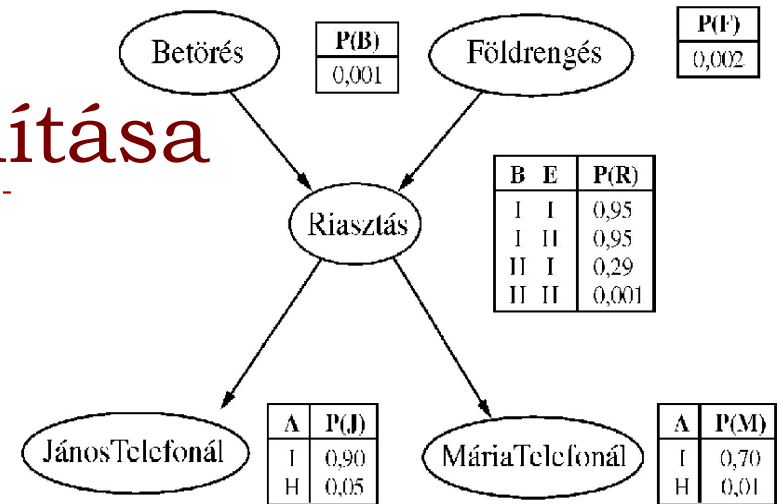 Betörés
P(B)
0,001
Földrengés
P(F)
0,002
ítása
B E P(R)
I I 0,95
I H 0,95
H I 0,29
H H 0,001
Riasztás
JánosTelefonál
A P(J)
I 0,90
H 0,05
MáriaTelefonál
A P(M)
I 0,70
H 0,01